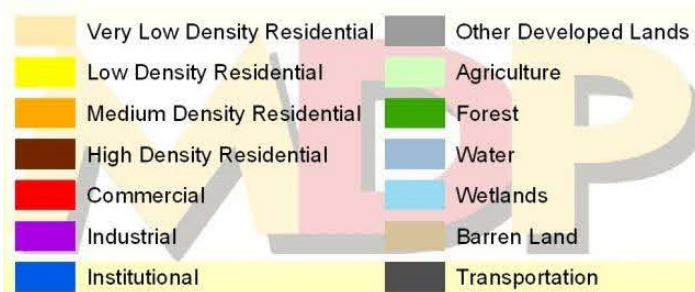 Very Low Density Residential
Low Density Residential
Medium Density Residential
High Density Residential
Commercial
Industrial
Institutional
Other Developed Lands
Agriculture
Forest
Water
Wetlands
Barren Land
Transportation
MDP